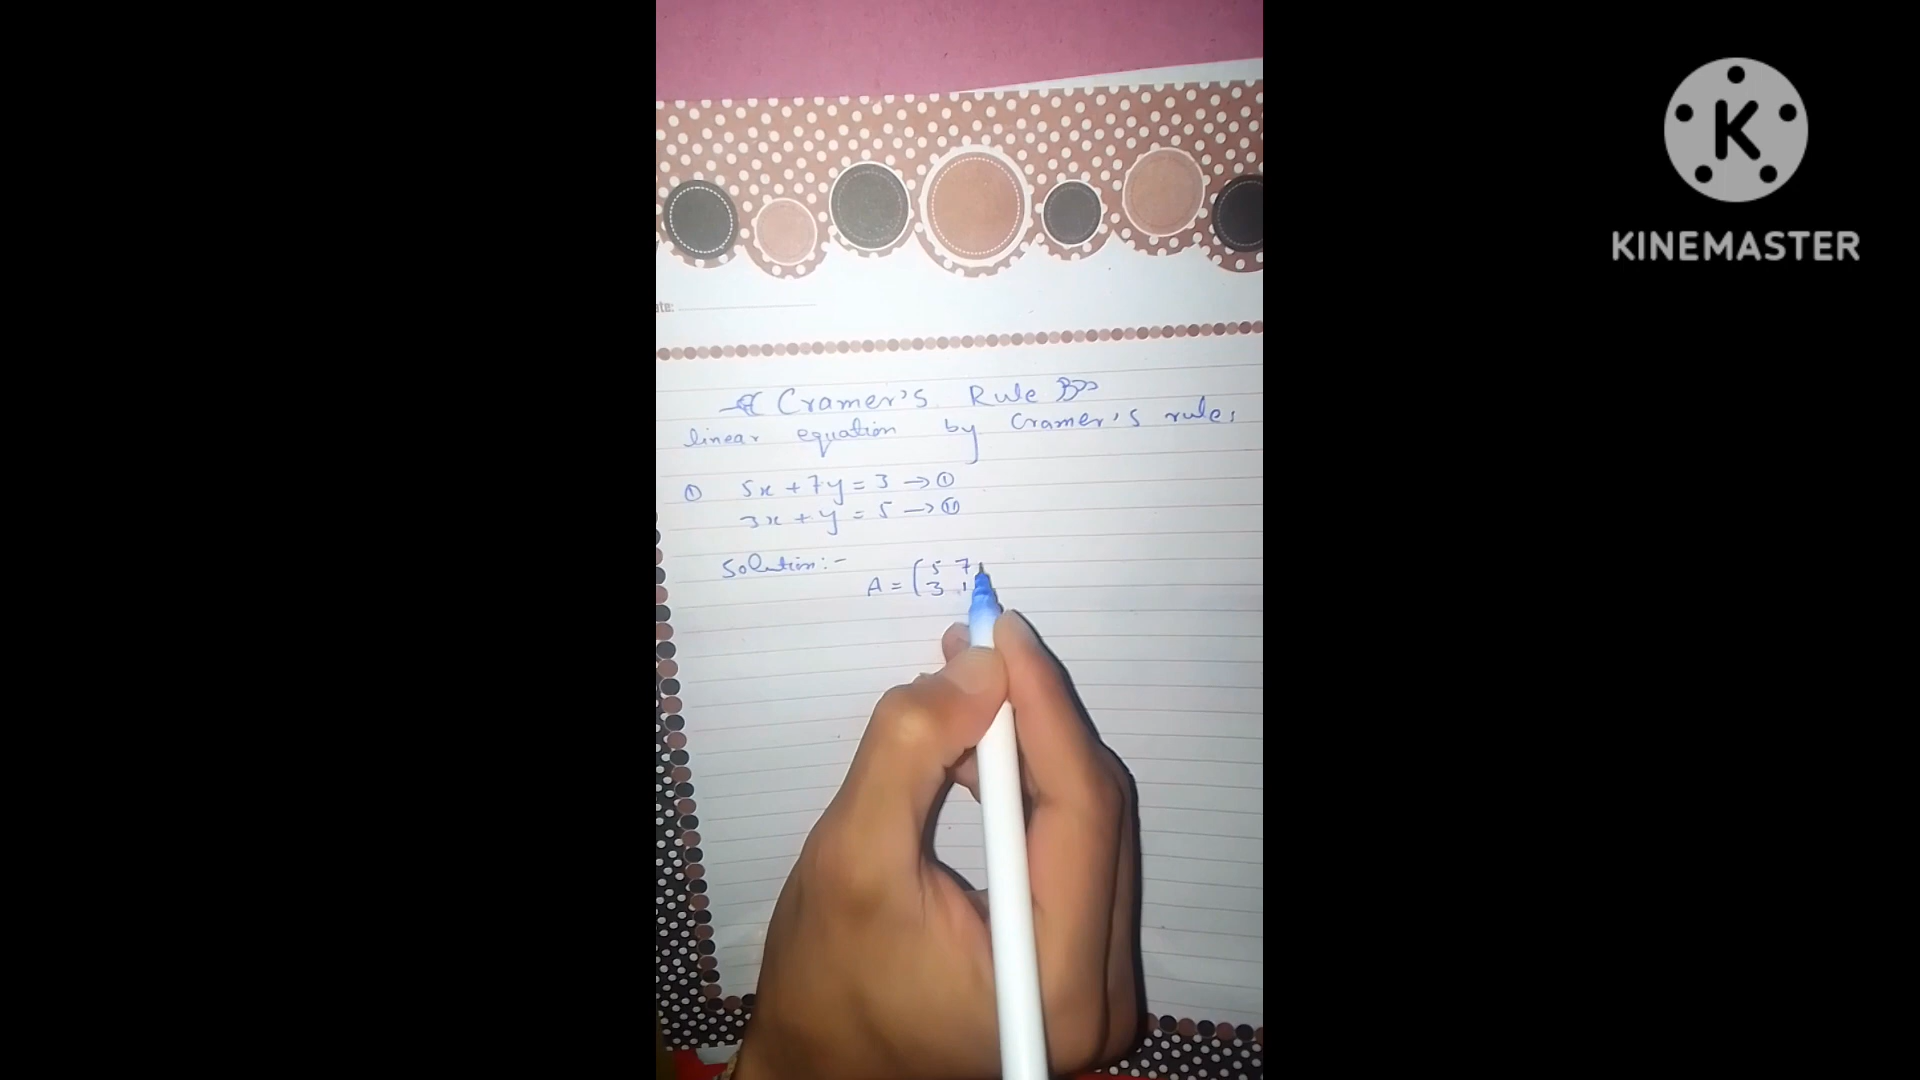 K
KINEMASTER
ate:
Cramer's Rule
linear equation by Cramer's rule,
① 5x + 7y = 3 → ①
3x + y = 5 → ②
Solution:-
A = ( 5 7
3 1